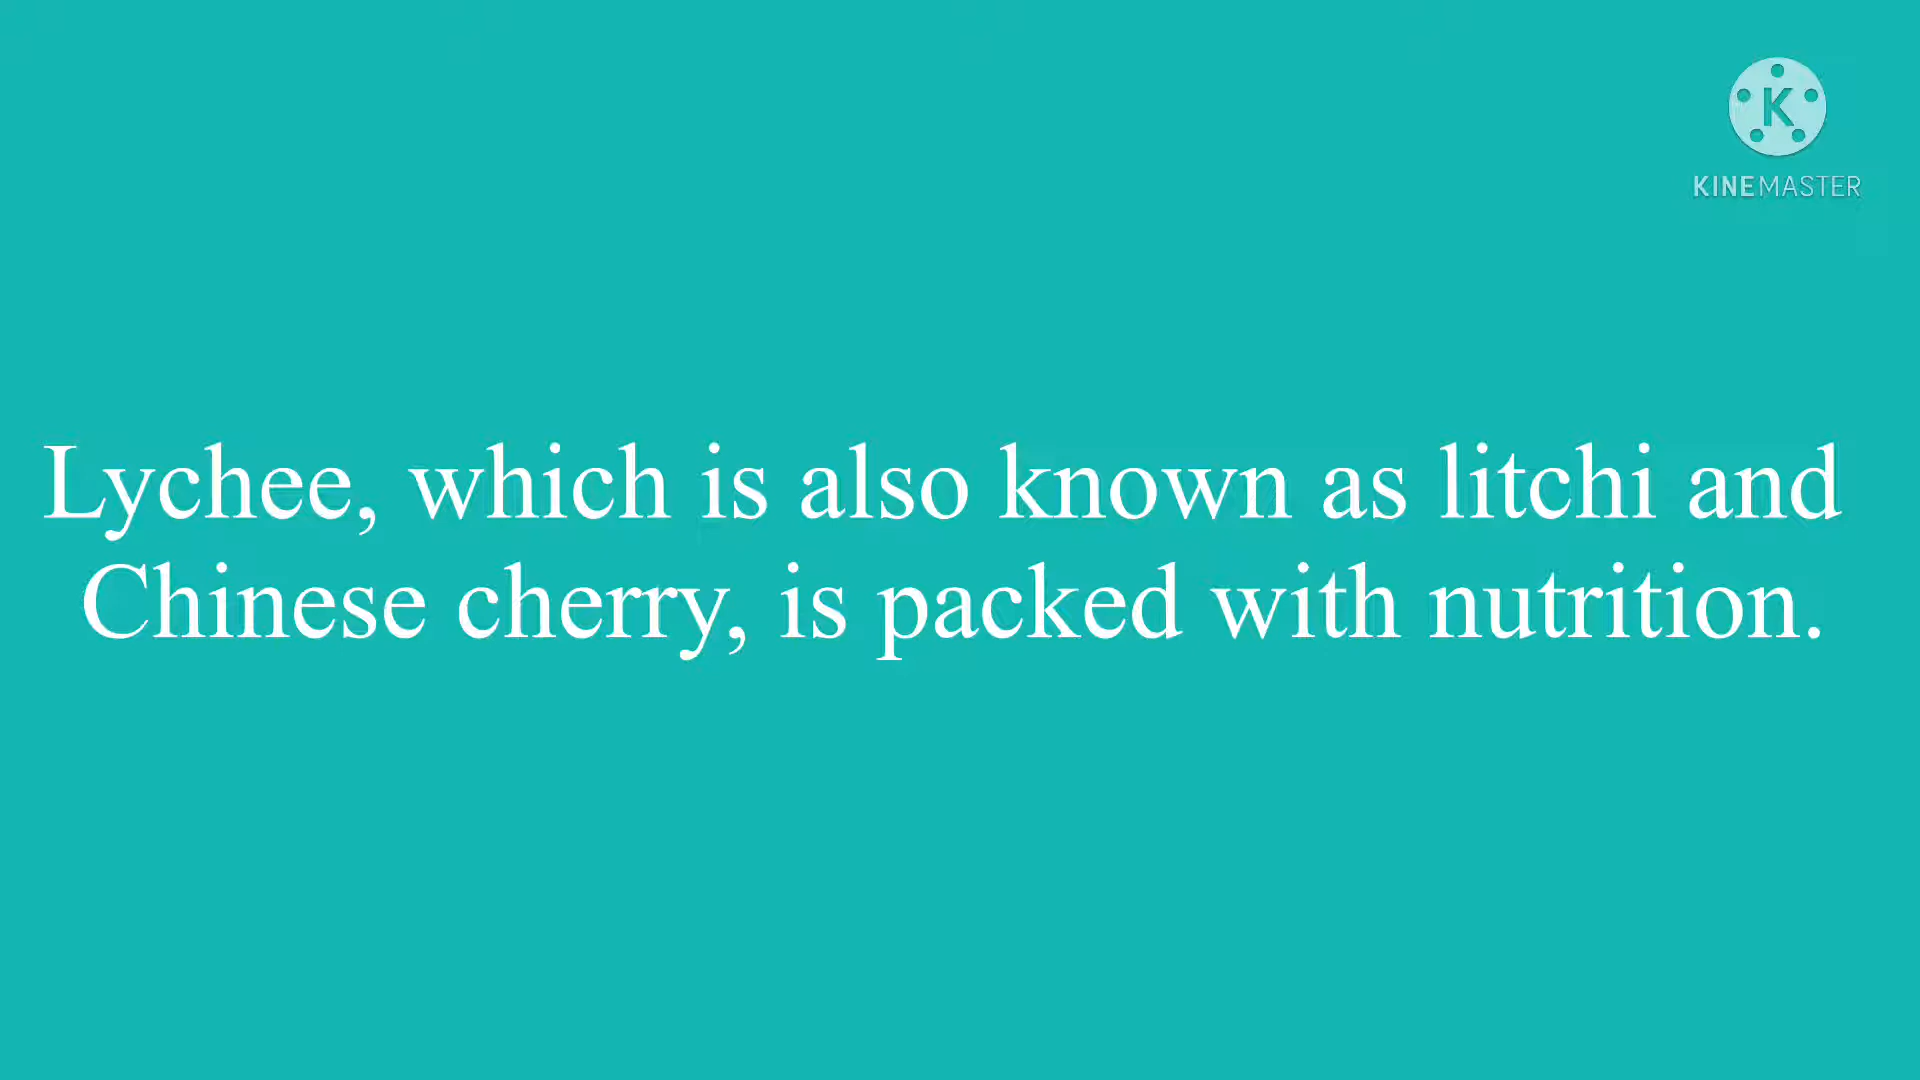 K
KINEMASTER
Lychee, which is also known as litchi and
Chinese cherry, is packed with nutrition.